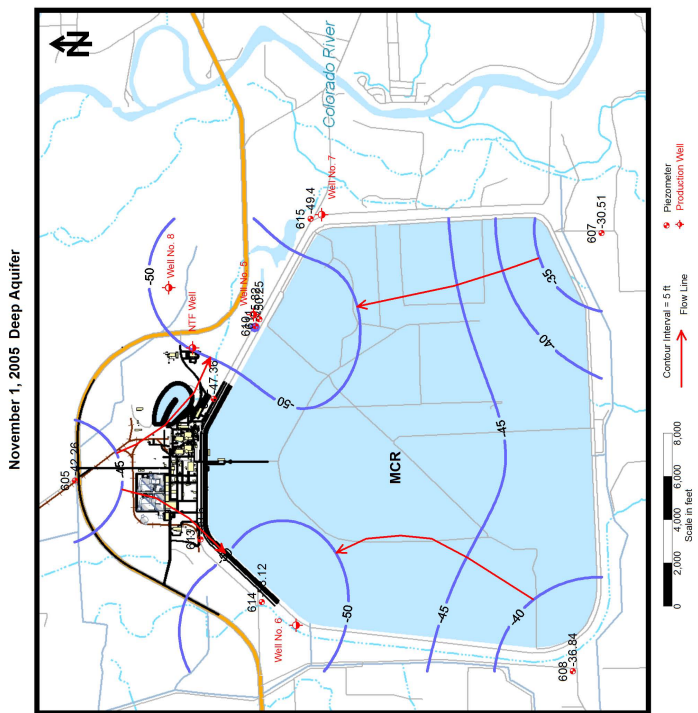 November 1, 2005 Deep Aquifer
N
Colorado River
605
-42.26
-45
-50
Well No. 8
NTF Well
Well No. 5
-47.36
613
614
Well No. 6
615
-49.4
Well No. 7
-50
-50
MCR
-45
-45
-40
-40
-35
608
-36.84
607
-30.51
0
2,000
4,000
6,000
8,000
Scale in feet
Contour Interval = 5 ft
Flow Line
Piezometer
Production Well